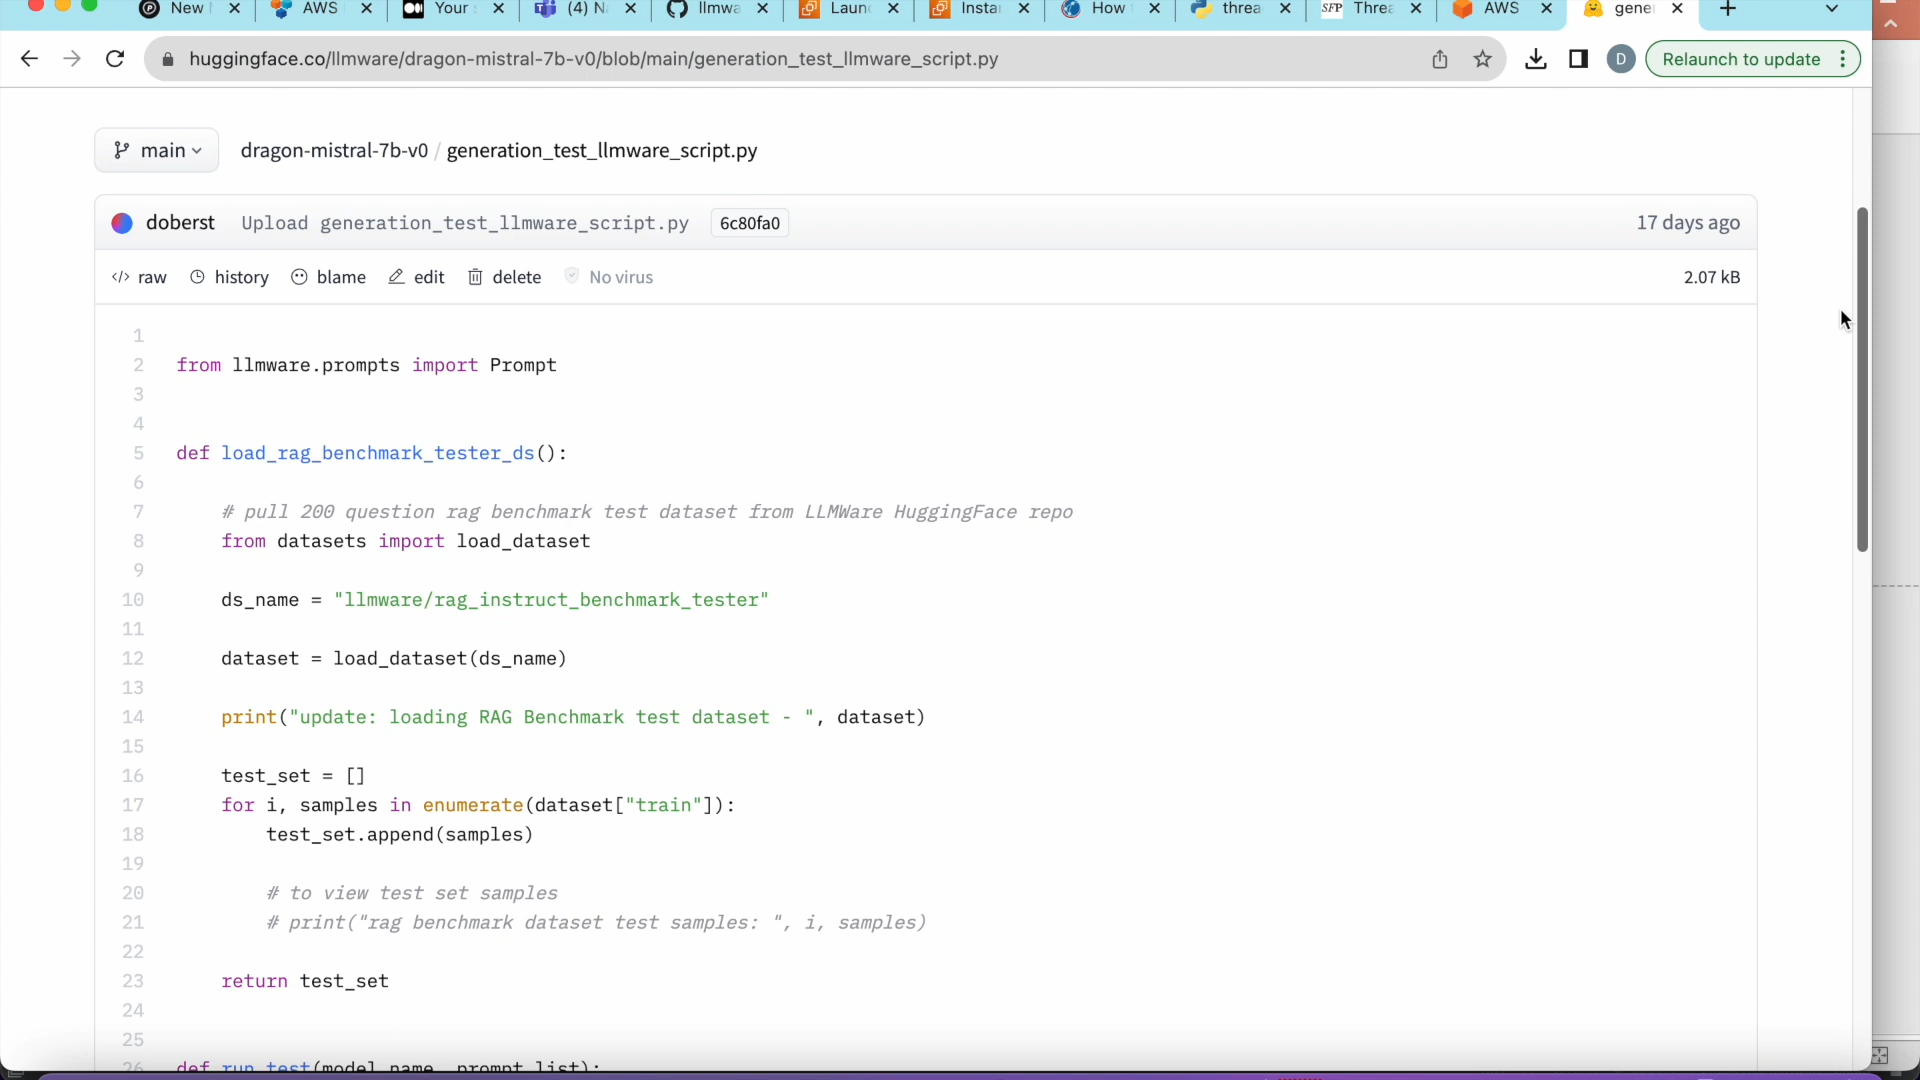 New
AWS
Your
(4) N
llmwa
Laun
Insta
How
threa
SFP Threa
AWS
gene
huggingface.co/llmware/dragon-mistral-7b-v0/blob/main/generation_test_llmware_script.py
D
Relaunch to update
main
dragon-mistral-7b-v0 / generation_test_llmware_script.py
doberst Upload generation_test_llmware_script.py 6c80fa0 17 days ago
</> raw history blame edit delete No virus 2.07 kB
1
2 from llmware.prompts import Prompt
3
4
5 def load_rag_benchmark_tester_ds():
6
7 # pull 200 question rag benchmark test dataset from LLMWare HuggingFace repo
8 from datasets import load_dataset
9
10 ds_name = "llmware/rag_instruct_benchmark_tester"
11
12 dataset = load_dataset(ds_name)
13
14 print("update: loading RAG Benchmark test dataset - ", dataset)
15
16 test_set = []
17 for i, samples in enumerate(dataset["train"]):
18 test_set.append(samples)
19
20 # to view test set samples
21 # print("rag benchmark dataset test samples: ", i, samples)
22
23 return test_set
24
25
26 def run_test(model_name, prompt_list):